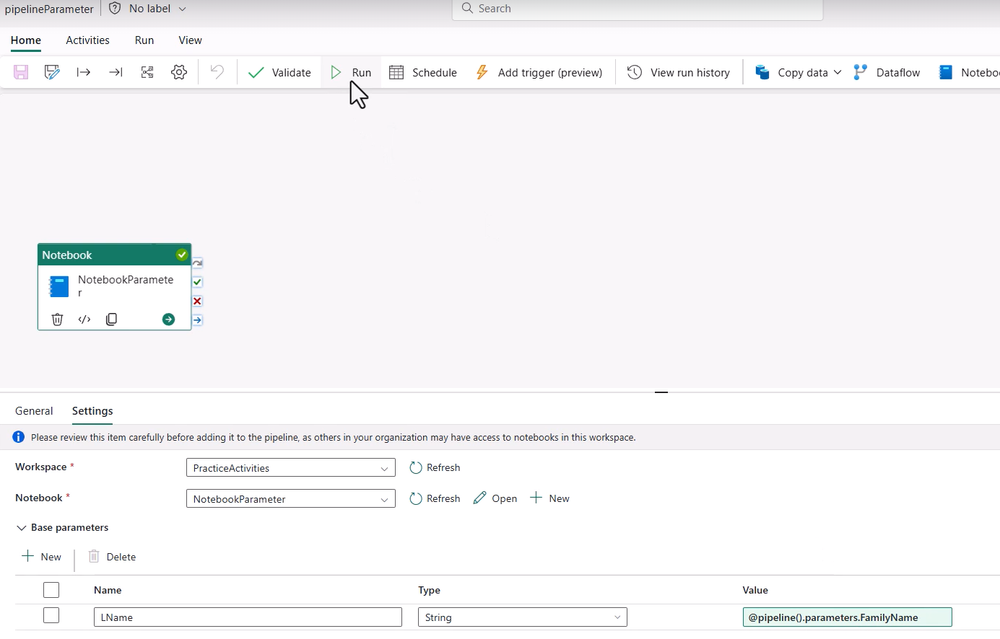 pipelineParameter No label Search
Home Activities Run View
Validate Run Schedule Add trigger (preview) View run history Copy data Dataflow Notebo
Notebook
NotebookParamete
r
General Settings
Please review this item carefully before adding it to the pipeline, as others in your organization may have access to notebooks in this workspace.
Workspace * PracticeActivities Refresh
Notebook * NotebookParameter Refresh Open New
Base parameters
New Delete
Name Type Value
LName String @pipeline().parameters.FamilyName